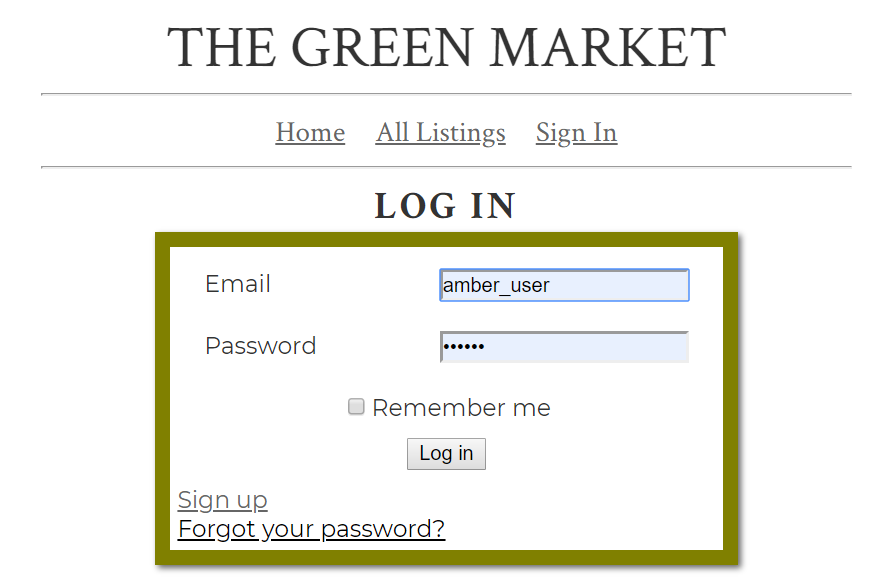 THE GREEN MARKET
Home All Listings Sign In
LOG IN
Email amber_user
Password ••••••
Remember me
Log in
Sign up
Forgot your password?